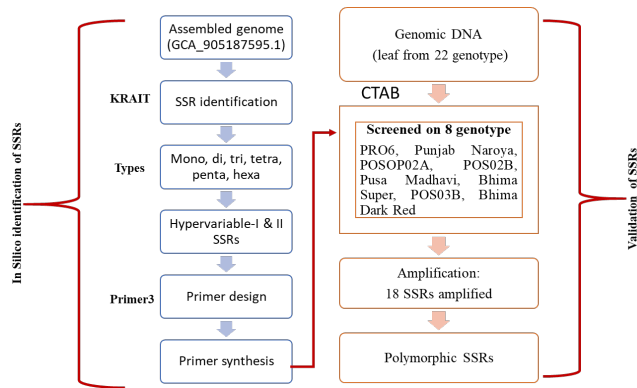 In Silico identification of SSRs
Assembled genome
(GCA_905187595.1)
KRAIT
SSR identification
Types
Mono, di, tri, tetra,
penta, hexa
Hypervariable-I & II
SSRs
Primer3
Primer design
Primer synthesis
Genomic DNA
(leaf from 22 genotype)
CTAB
Screened on 8 genotype
PRO6, Punjab Naroya,
POSOP02A, POS02B,
Pusa Madhavi, Bhima
Super, POS03B, Bhima
Dark Red
Amplification:
18 SSRs amplified
Polymorphic SSRs
Validation of SSRs